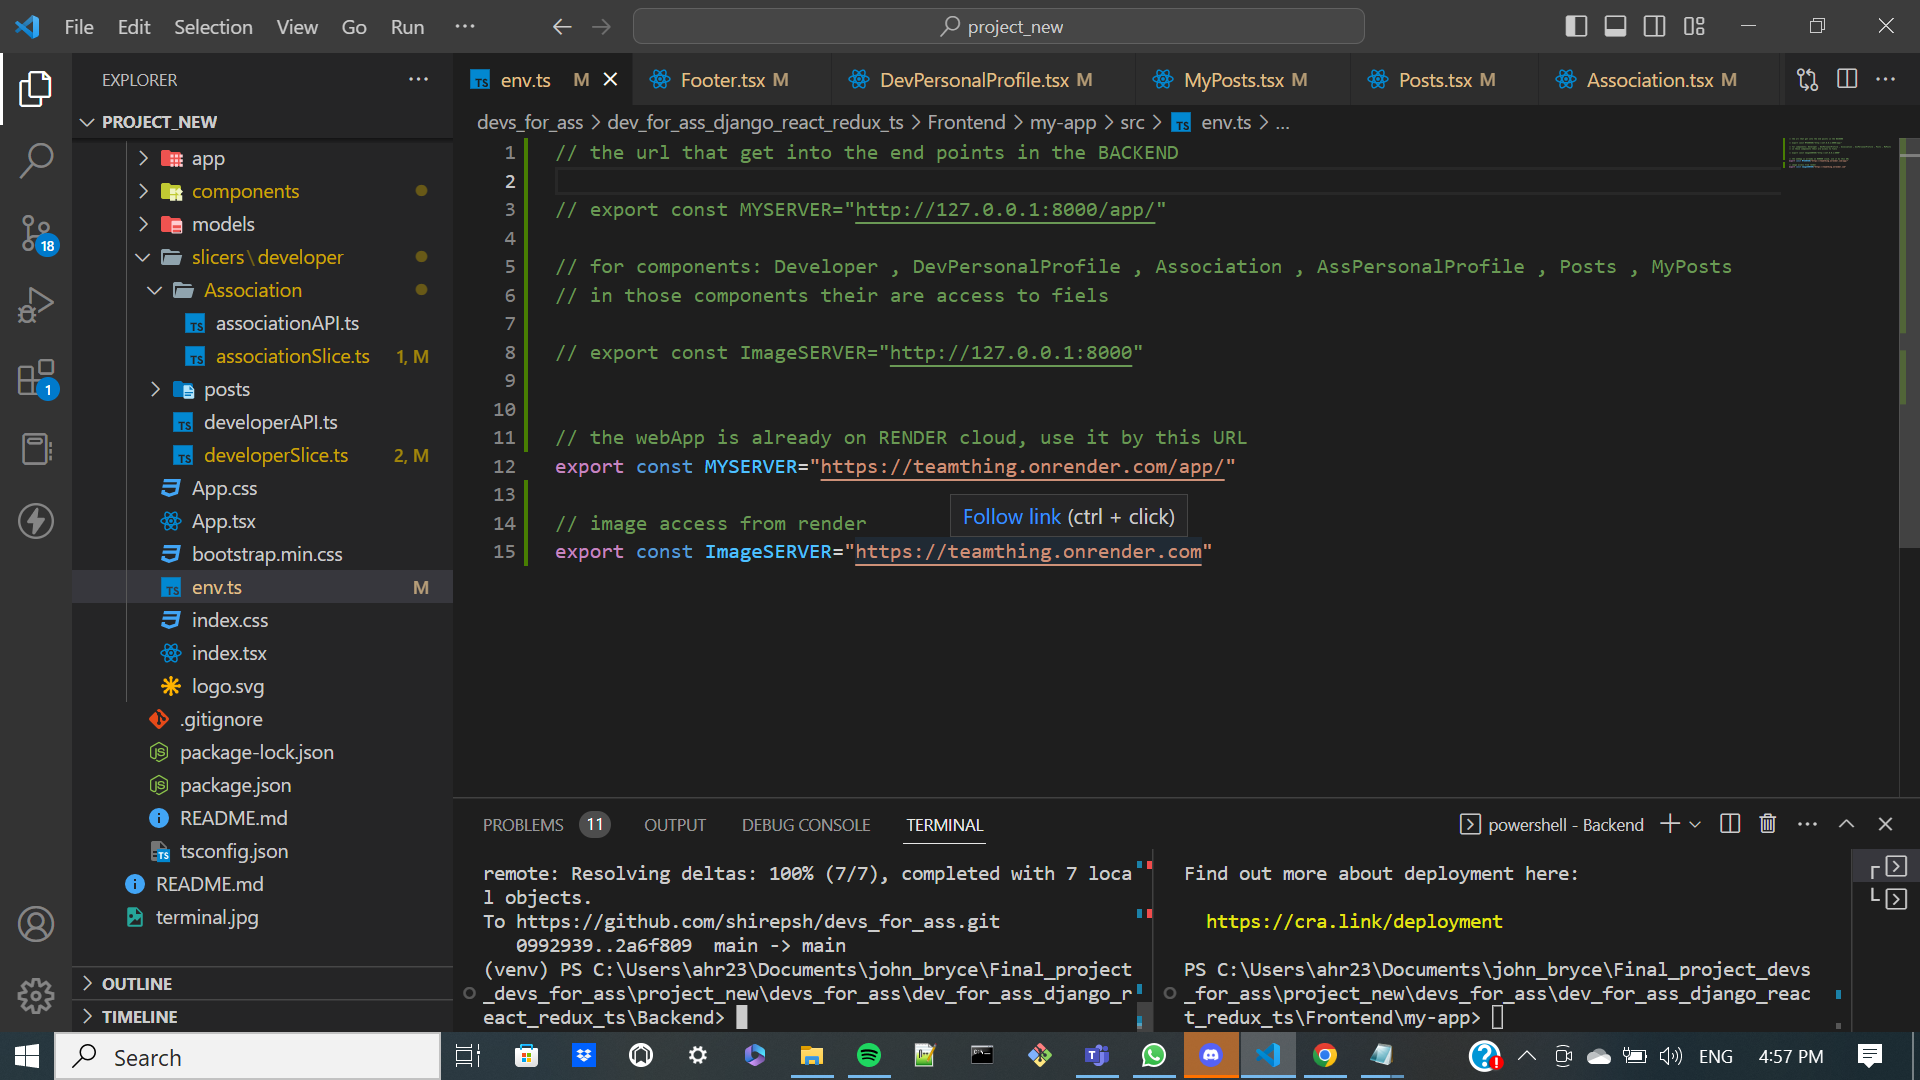 File Edit Selection View Go Run ···
project_new
EXPLORER
PROJECT_NEW
app
components
models
slicers\developer
Association
associationAPI.ts
associationSlice.ts 1, M
posts
developerAPI.ts
developerSlice.ts 2, M
App.css
App.tsx
bootstrap.min.css
env.ts M
index.css
index.tsx
logo.svg
.gitignore
package-lock.json
package.json
README.md
tsconfig.json
README.md
terminal.jpg
OUTLINE
TIMELINE
18
1
env.ts M Footer.tsx M DevPersonalProfile.tsx M MyPosts.tsx M Posts.tsx M Association.tsx M
devs_for_ass > dev_for_ass_django_react_redux_ts > Frontend > my-app > src > TS env.ts > ...
1 // the url that get into the end points in the BACKEND
2
3 // export const MYSERVER="http://127.0.0.1:8000/app/"
4
5 // for components: Developer , DevPersonalProfile , Association , AssPersonalProfile , Posts , MyPosts
6 // in those components their are access to fiels
7
8 // export const ImageSERVER="http://127.0.0.1:8000"
9
10
11 // the webApp is already on RENDER cloud, use it by this URL
12 export const MYSERVER="https://teamthing.onrender.com/app/"
13
14 // image access from render
Follow link (ctrl + click)
15 export const ImageSERVER="https://teamthing.onrender.com"
PROBLEMS 11 OUTPUT DEBUG CONSOLE TERMINAL
powershell - Backend
remote: Resolving deltas: 100% (7/7), completed with 7 loca
l objects.
To https://github.com/shirepsh/devs_for_ass.git
0992939..2a6f809 main -> main
(venv) PS C:\Users\ahr23\Documents\john_bryce\Final_project
_devs_for_ass\project_new\devs_for_ass\dev_for_ass_django_r
eact_redux_ts\Backend>
Find out more about deployment here:
https://cra.link/deployment
PS C:\Users\ahr23\Documents\john_bryce\Final_project_devs
_for_ass\project_new\devs_for_ass\dev_for_ass_django_reac
t_redux_ts\Frontend\my-app>
Search
ENG 4:57 PM